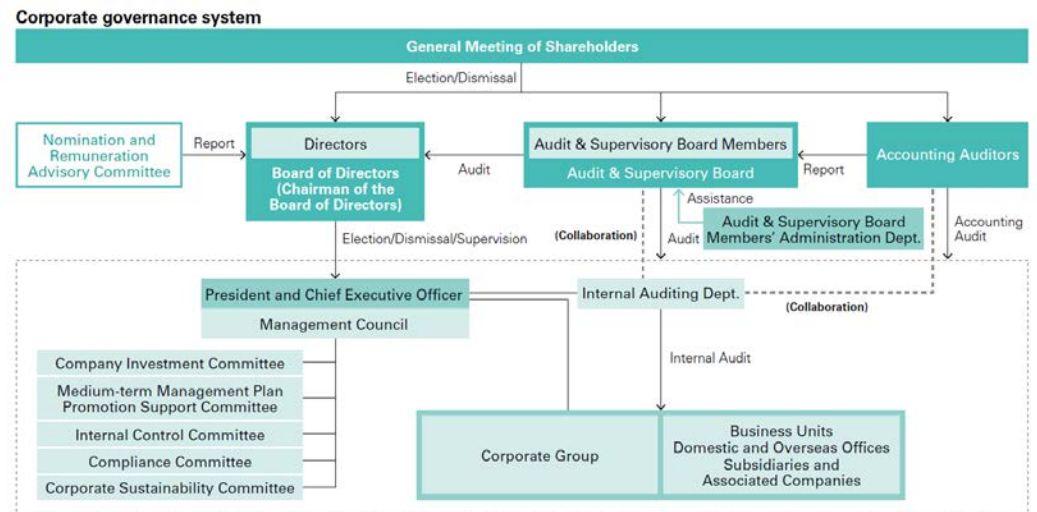 Corporate governance system
General Meeting of Shareholders
Election/Dismissal
Nomination and
Remuneration
Advisory Committee
Report
Directors
Board of Directors
(Chairman of the
Board of Directors)
Audit
Audit & Supervisory Board Members
Audit & Supervisory Board
Report
Accounting Auditors
Assistance
Audit & Supervisory Board
Members' Administration Dept.
Election/Dismissal/Supervision
(Collaboration)
Audit
Accounting
Audit
President and Chief Executive Officer
Management Council
Internal Auditing Dept.
(Collaboration)
Company Investment Committee
Medium-term Management Plan
Promotion Support Committee
Internal Control Committee
Compliance Committee
Corporate Sustainability Committee
Internal Audit
Corporate Group
Business Units
Domestic and Overseas Offices
Subsidiaries and
Associated Companies